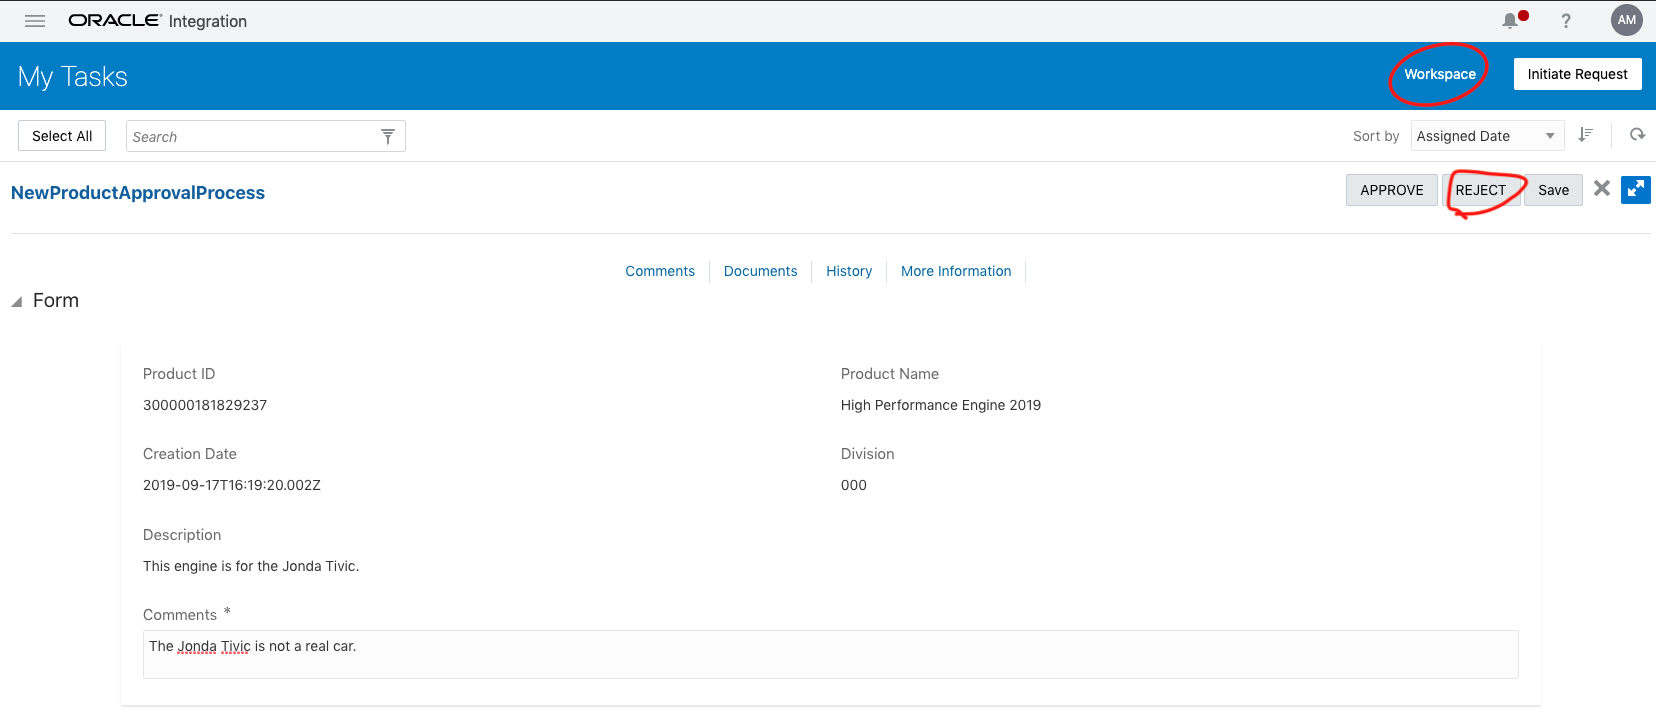 ORACLE Integration
? AM
My Tasks Workspace Initiate Request
Select All Search Sort by Assigned Date
NewProductApprovalProcess APPROVE REJECT Save
Comments Documents History More Information
Form
Product ID Product Name
300000181829237 High Performance Engine 2019
Creation Date Division
2019-09-17T16:19:20.002Z 000
Description
This engine is for the Jonda Tivic.
Comments *
The Jonda Tivic is not a real car.